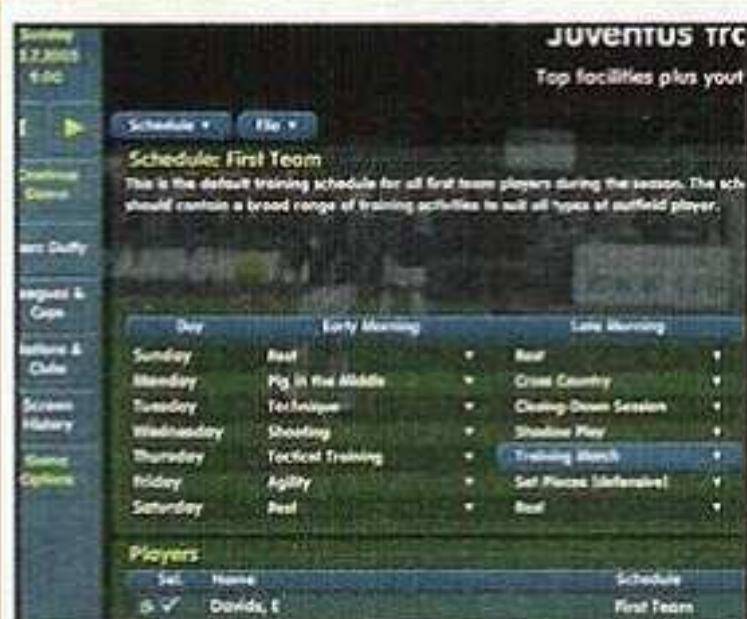 Sunday
9:00
Juventus
Top facilities plus
Schedule File
Continue
Game
Duffy
Leagues &
Cups
Nations &
Clubs
Screen
History
Game
Options
Schedule: First Team
This is the default training schedule for all first team players during the season. The
should contain a broad range of training activities to suit all types of outfield player.
Day Early Morning Late Morning
Sunday Rest Rest
Monday Pig in the Middle Cross Country
Tuesday Technique Closing-Down Session
Wednesday Shooting Shadow Play
Thursday Tactical Training Training Match
Friday Agility Set Pieces (defensive)
Saturday Rest Rest
Players
Sel. Name Schedule
Davids, E First Team